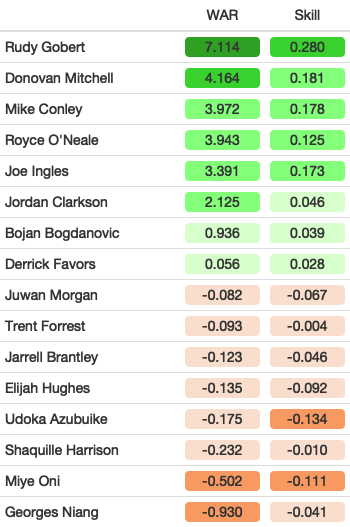 WAR Skill
Rudy Gobert 7.114 0.280
Donovan Mitchell 4.164 0.181
Mike Conley 3.972 0.178
Royce O'Neale 3.943 0.125
Joe Ingles 3.391 0.173
Jordan Clarkson 2.125 0.046
Bojan Bogdanovic 0.936 0.039
Derrick Favors 0.056 0.028
Juwan Morgan -0.082 -0.067
Trent Forrest -0.093 -0.004
Jarrell Brantley -0.123 -0.046
Elijah Hughes -0.135 -0.092
Udoka Azubuike -0.175 -0.134
Shaquille Harrison -0.232 -0.010
Miye Oni -0.502 -0.111
Georges Niang -0.930 -0.041